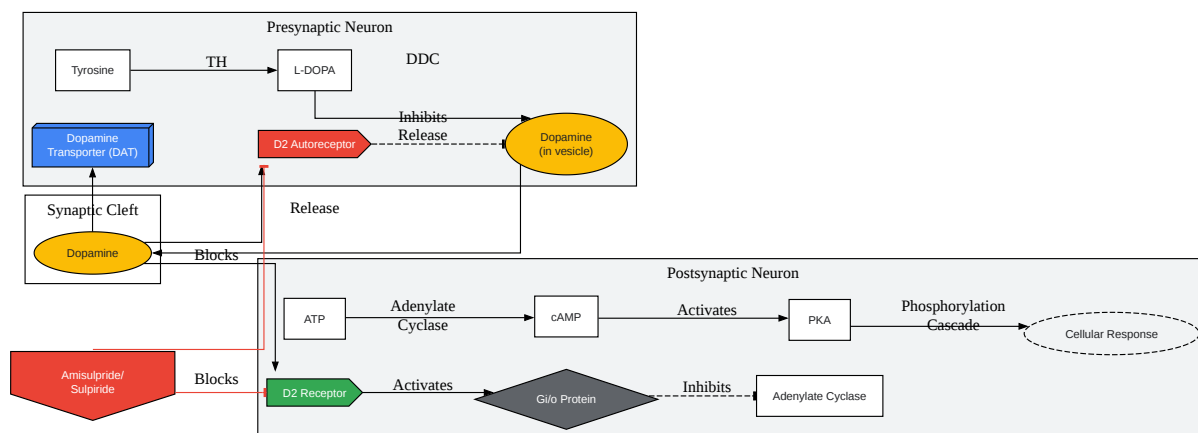 Presynaptic Neuron
Tyrosine
TH
L-DOPA
DDC
Dopamine
Transporter (DAT)
D2 Autoreceptor
Inhibits
Release
Dopamine
(in vesicle)
Synaptic Cleft
Release
Dopamine
Blocks
Postsynaptic Neuron
ATP
Adenylate
Cyclase
cAMP
Activates
PKA
Phosphorylation
Cascade
Cellular Response
Amisulpride/
Sulpiride
Blocks
D2 Receptor
Activates
Gi/o Protein
Inhibits
Adenylate Cyclase